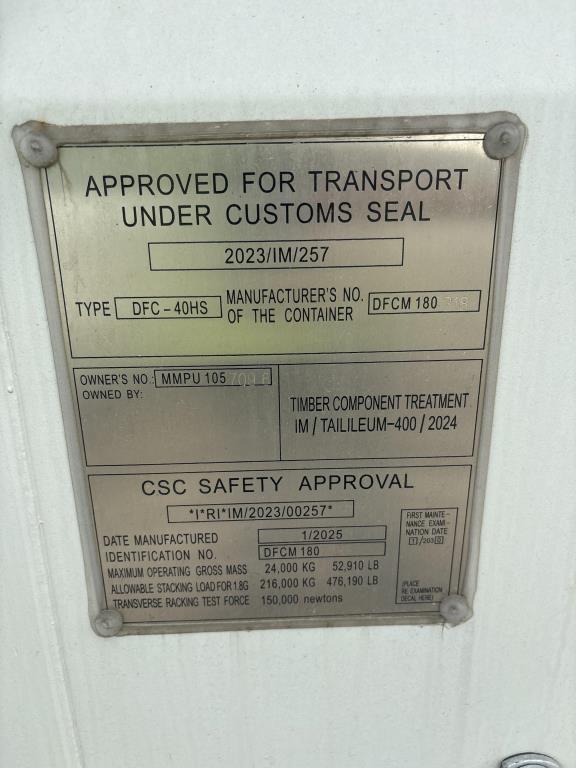 APPROVED FOR TRANSPORT
UNDER CUSTOMS SEAL
2023/IM/257
TYPE DFC-40HS MANUFACTURER'S NO. OF THE CONTAINER DFCM 180
OWNER'S NO.: MMPU 105
OWNED BY:
TIMBER COMPONENT TREATMENT
IM/TAILILEUM-400/2024
CSC SAFETY APPROVAL
*I*RI*IM/2023/00257*
DATE MANUFACTURED 1/2025
IDENTIFICATION NO. DFCM 180
MAXIMUM OPERATING GROSS MASS 24,000 KG 52,910 LB
ALLOWABLE STACKING LOAD FOR 1.8G 216,000 KG 476,190 LB
TRANSVERSE RACKING TEST FORCE 150,000 newtons
FIRST MAINTE-
NANCE EXAMI-
NATION DATE
1/2030
(PLACE
RE EXAMINATION
DECAL HERE)